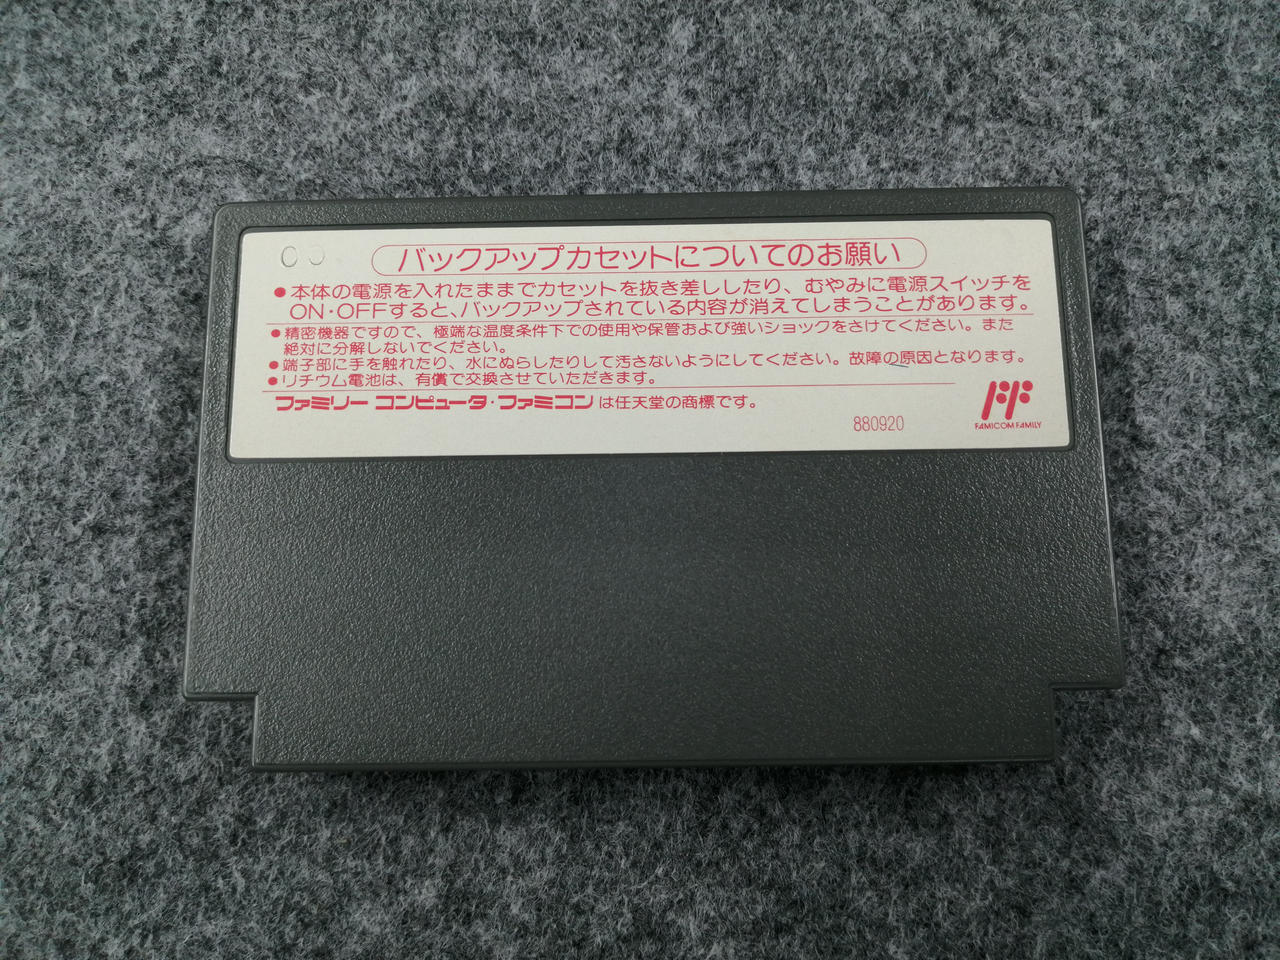 00
バックアップカセットについてのお願い
●本体の電源を入れたままでカセットを抜き差ししたり、むやみに電源スイッチを
ON・OFFすると、バックアップされている内容が消えてしまうことがあります。
●精密機器ですので、極端な温度条件下での使用や保管および強いショックをさけてください。また
絶対に分解しないでください。
●端子部に手を触れたり、水にぬらしたりして汚さないようにしてください。故障の原因となります。
●リチウム電池は、有償で交換させていただきます。
ファミリー コンピュータ・ファミコン は任天堂の商標です。
880920
FAMICOM FAMILY